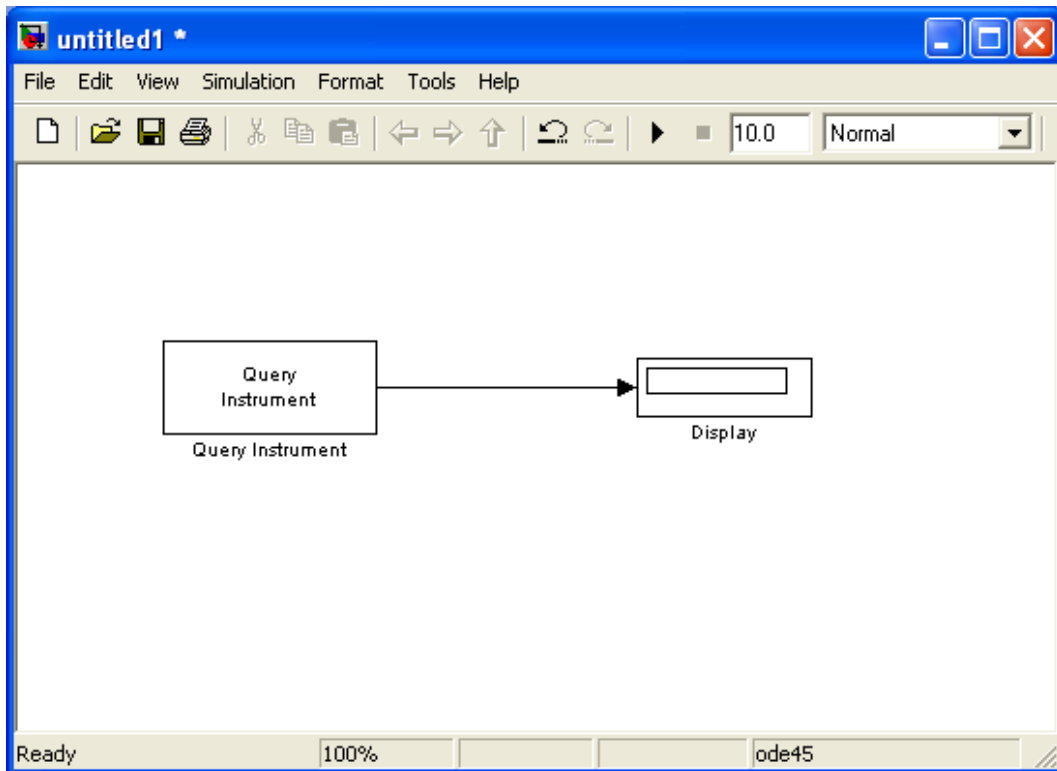 untitled1 *
File Edit View Simulation Format Tools Help
10.0 Normal
Query
Instrument
Query Instrument
Display
Ready 100% ode45